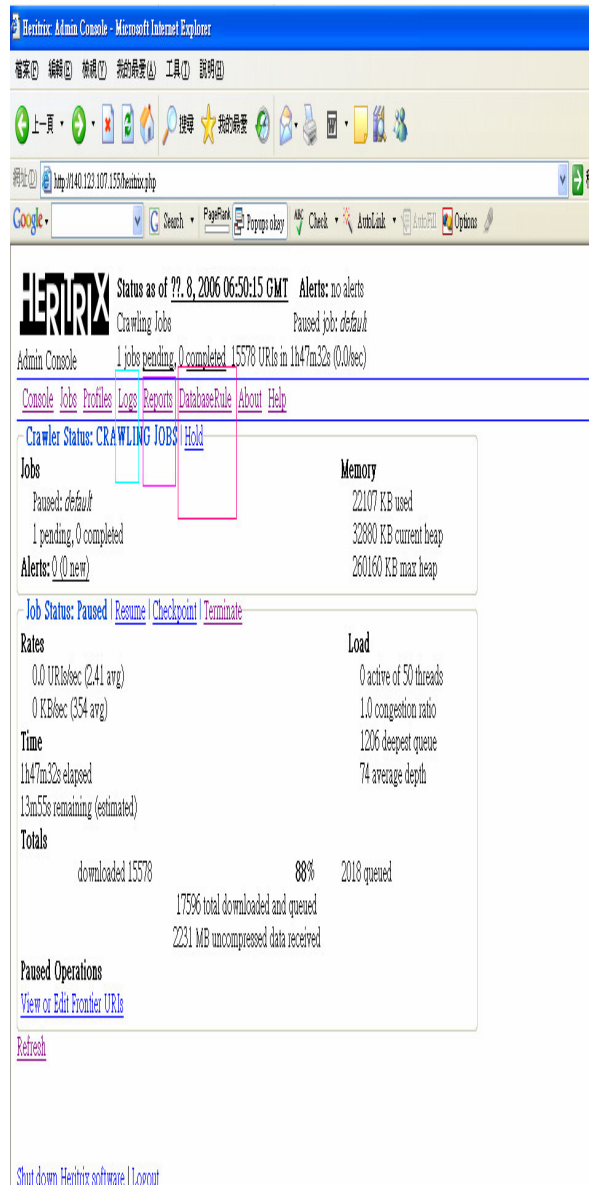 Heritrix: Admin Console - Microsoft Internet Explorer
檔案(F) 編輯(E) 檢視(V) 我的最愛(A) 工具(T) 說明(H)
上一頁 搜尋 我的最愛
網址(D) http://140.123.107.155/heritrix.php
Google Search PageRank Popups okay ABC Check AutoLink AutoFill Options
HERITRIX Status as of ??. 8, 2006 06:50:15 GMT Alerts: no alerts
Crawling Jobs Paused job: default
Admin Console 1 jobs pending, 0 completed 15578 URIs in 1h47m32s (0.0/sec)
Console Jobs Profiles Logs Reports DatabaseRule About Help
Crawler Status: CRAWLING JOBS | Hold
Jobs Memory
Paused: default 22107 KB used
1 pending, 0 completed 32880 KB current heap
Alerts: 0 (0 new) 260160 KB max heap
Job Status: Paused | Resume | Checkpoint | Terminate
Rates Load
0.0 URIs/sec (2.41 avg) 0 active of 50 threads
0 KB/sec (354 avg) 1.0 congestion ratio
Time 1206 deepest queue
1h47m32s elapsed 74 average depth
13m55s remaining (estimated)
Totals
downloaded 15578 88% 2018 queued
17596 total downloaded and queued
2231 MB uncompressed data received
Paused Operations
View or Edit Frontier URIs
Refresh
Shut down Heritrix software | Logout